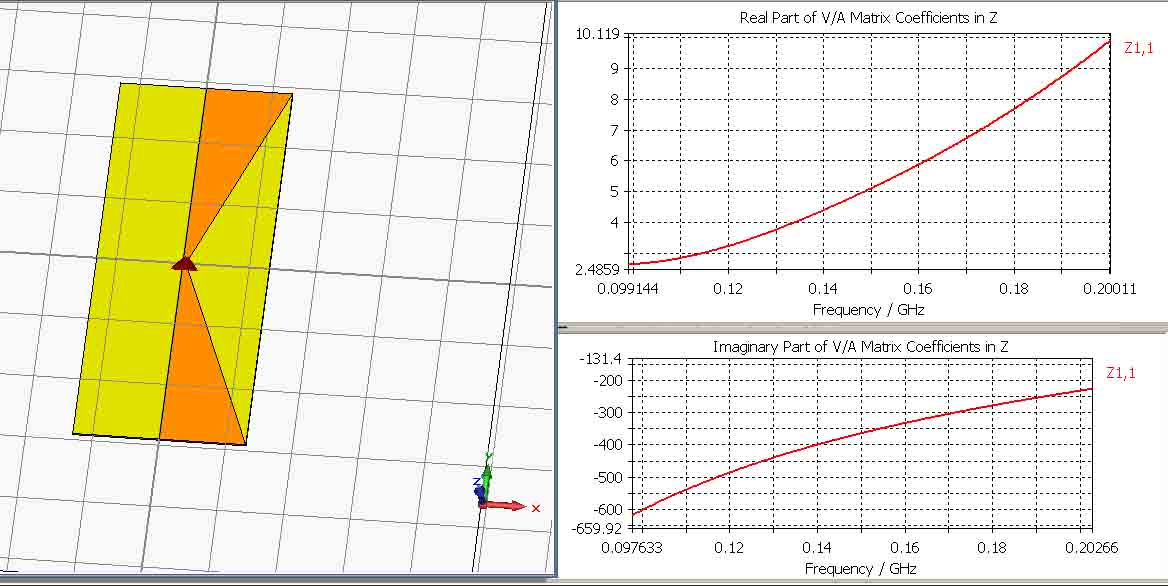 Y
Z
x
Real Part of V/A Matrix Coefficients in Z
10.119
9
8
7
6
5
4
2.4859
Z1,1
0.099144 0.12 0.14 0.16 0.18 0.20011
Frequency / GHz
Imaginary Part of V/A Matrix Coefficients in Z
-131.4
-200
-300
-400
-500
-600
-659.92
Z1,1
0.097633 0.12 0.14 0.16 0.18 0.20266
Frequency / GHz